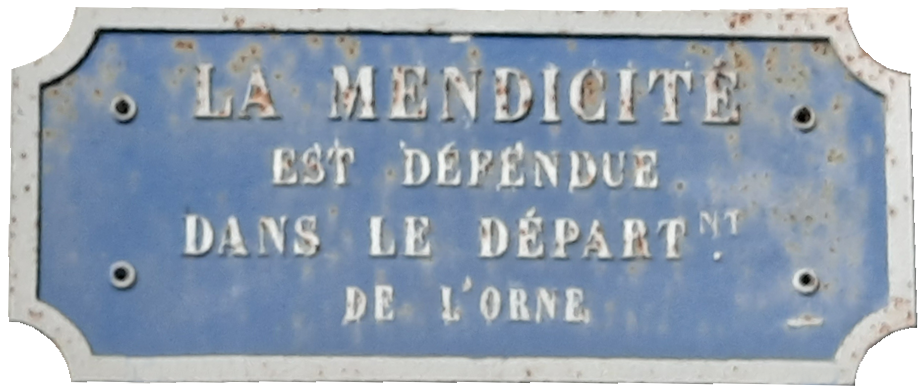 LA MENDICITÉ
EST DÉFENDUE
DANS LE DÉPARTNT
DE L'ORNE